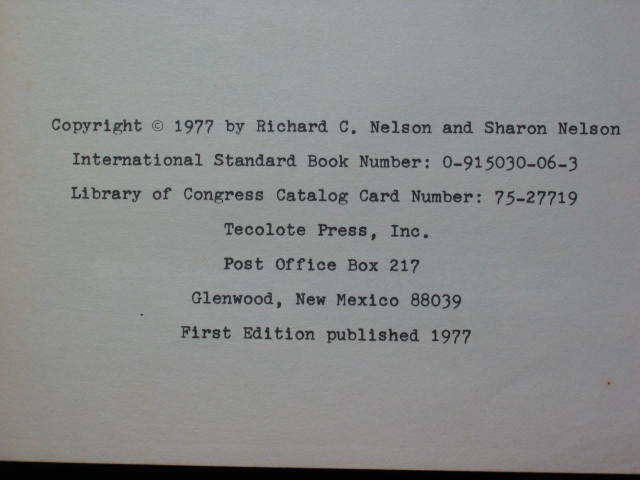 Copyright © 1977 by Richard C. Nelson and Sharon Nelson
International Standard Book Number: 0-915030-06-3
Library of Congress Catalog Card Number: 75-27719
Tecolote Press, Inc.
Post Office Box 217
Glenwood, New Mexico 88039
First Edition published 1977